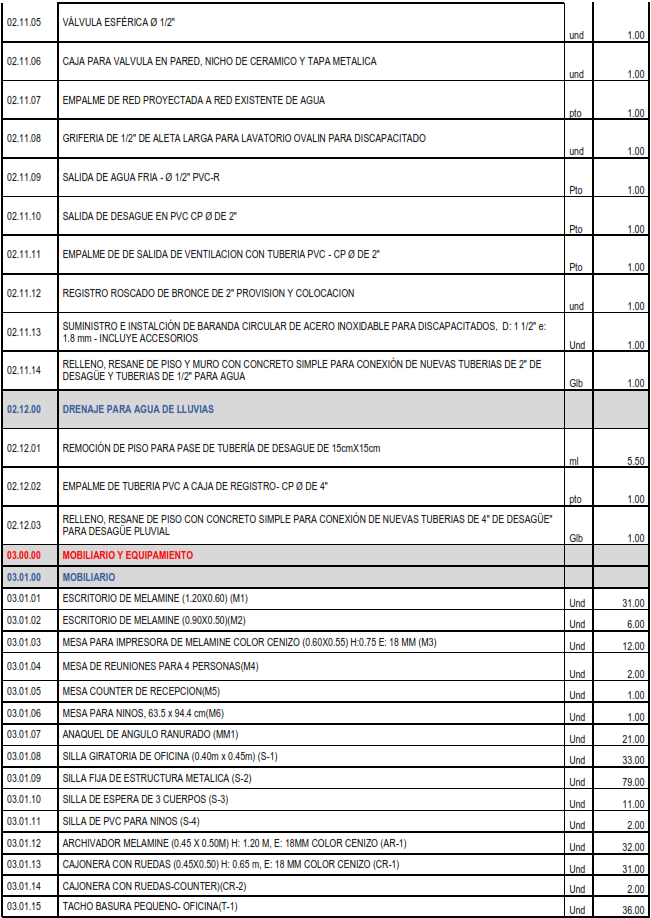 02.11.05 VÁLVULA ESFÉRICA Ø 1/2" und 1.00
02.11.06 CAJA PARA VALVULA EN PARED, NICHO DE CERAMICO Y TAPA METALICA und 1.00
02.11.07 EMPALME DE RED PROYECTADA A RED EXISTENTE DE AGUA pto 1.00
02.11.08 GRIFERIA DE 1/2" DE ALETA LARGA PARA LAVATORIO OVALIN PARA DISCAPACITADO und 1.00
02.11.09 SALIDA DE AGUA FRIA - Ø 1/2" PVC-R Pto 1.00
02.11.10 SALIDA DE DESAGUE EN PVC CP Ø DE 2" Pto 1.00
02.11.11 EMPALME DE DE SALIDA DE VENTILACION CON TUBERIA PVC - CP Ø DE 2" Pto 1.00
02.11.12 REGISTRO ROSCADO DE BRONCE DE 2" PROVISION Y COLOCACION und 1.00
02.11.13 SUMINISTRO E INSTALCIÓN DE BARANDA CIRCULAR DE ACERO INOXIDABLE PARA DISCAPACITADOS, D: 1 1/2" e:
1.8 mm - INCLUYE ACCESORIOS Und 1.00
02.11.14 RELLENO, RESANE DE PISO Y MURO CON CONCRETO SIMPLE PARA CONEXIÓN DE NUEVAS TUBERIAS DE 2" DE
DESAGÜE Y TUBERIAS DE 1/2" PARA AGUA Glb 1.00
02.12.00 DRENAJE PARA AGUA DE LLUVIAS
02.12.01 REMOCIÓN DE PISO PARA PASE DE TUBERÍA DE DESAGUE DE 15cmX15cm ml 5.50
02.12.02 EMPALME DE TUBERIA PVC A CAJA DE REGISTRO- CP Ø DE 4" pto 1.00
02.12.03 RELLENO, RESANE DE PISO CON CONCRETO SIMPLE PARA CONEXIÓN DE NUEVAS TUBERIAS DE 4" DE DESAGÜE"
PARA DESAGÜE PLUVIAL Glb 1.00
03.00.00 MOBILIARIO Y EQUIPAMIENTO
03.01.00 MOBILIARIO
03.01.01 ESCRITORIO DE MELAMINE (1.20X0.60) (M1) Und 31.00
03.01.02 ESCRITORIO DE MELAMINE (0.90X0.50)(M2) Und 6.00
03.01.03 MESA PARA IMPRESORA DE MELAMINE COLOR CENIZO (0.60X0.55) H:0.75 E: 18 MM (M3) Und 12.00
03.01.04 MESA DE REUNIONES PARA 4 PERSONAS(M4) Und 2.00
03.01.05 MESA COUNTER DE RECEPCION(M5) Und 1.00
03.01.06 MESA PARA NINOS, 63.5 x 94.4 cm(M6) Und 1.00
03.01.07 ANAQUEL DE ANGULO RANURADO (MM1) Und 21.00
03.01.08 SILLA GIRATORIA DE OFICINA (0.40m x 0.45m) (S-1) Und 33.00
03.01.09 SILLA FIJA DE ESTRUCTURA METALICA (S-2) Und 79.00
03.01.10 SILLA DE ESPERA DE 3 CUERPOS (S-3) Und 11.00
03.01.11 SILLA DE PVC PARA NINOS (S-4) Und 2.00
03.01.12 ARCHIVADOR MELAMINE (0.45 X 0.50M) H: 1.20 M, E: 18MM COLOR CENIZO (AR-1) Und 32.00
03.01.13 CAJONERA CON RUEDAS (0.45X0.50) H: 0.65 m, E: 18 MM COLOR CENIZO (CR-1) Und 31.00
03.01.14 CAJONERA CON RUEDAS-COUNTER)(CR-2) Und 2.00
03.01.15 TACHO BASURA PEQUENO- OFICINA(T-1) Und 36.00